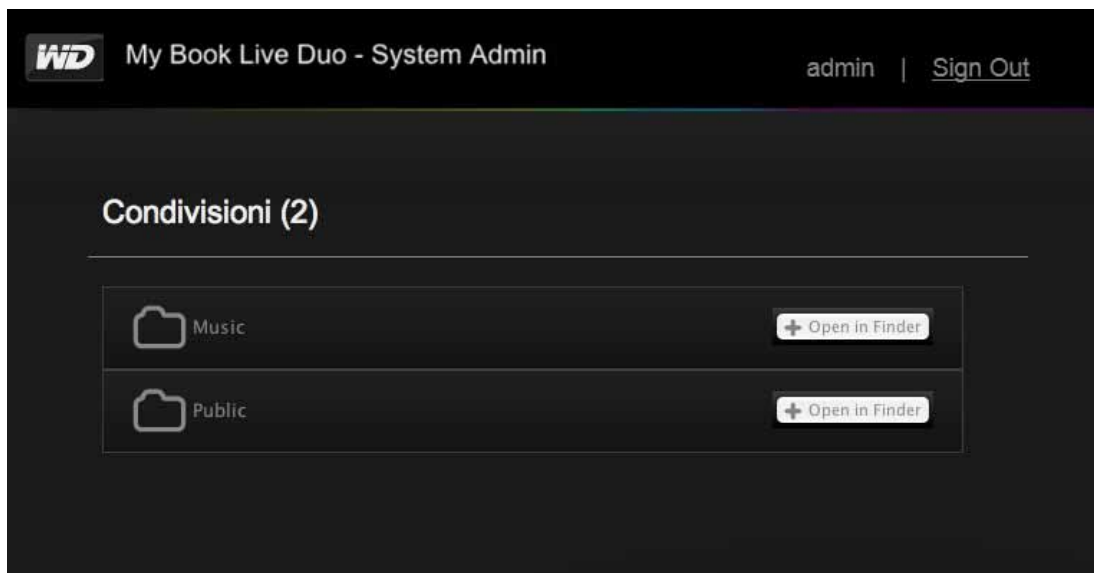 WD
My Book Live Duo - System Admin
admin | Sign Out
Condivisioni (2)
Music
Open in Finder
Public
Open in Finder